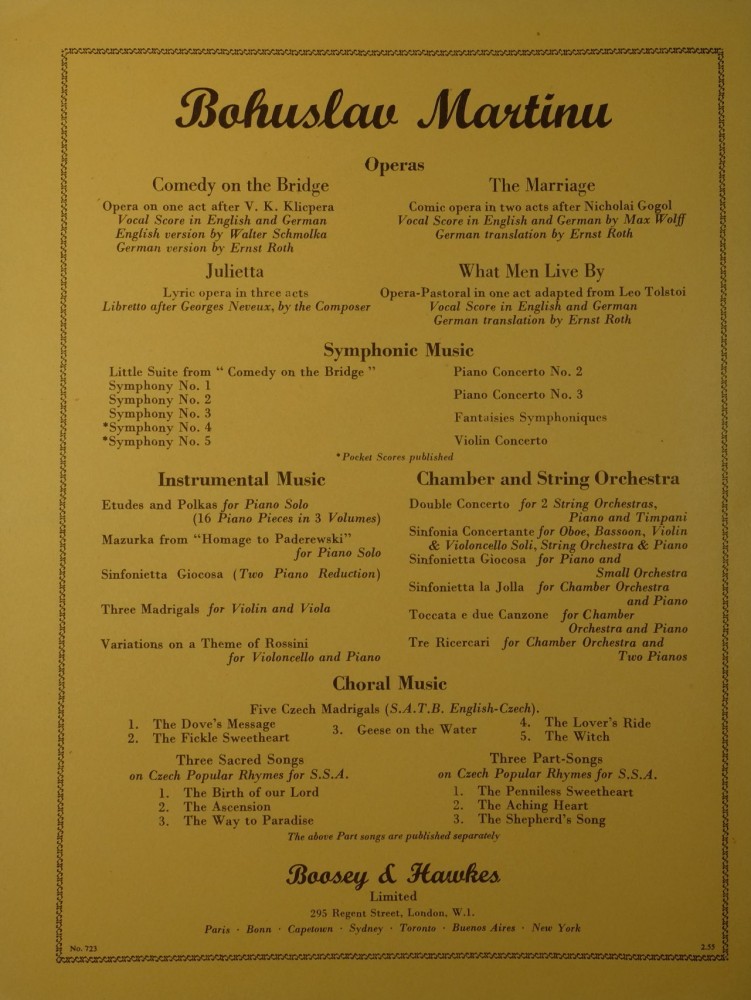 Bohuslav Martinu
Operas
Comedy on the Bridge
Opera on one act after V. K. Klicpera
Vocal Score in English and German
English version by Walter Schmolka
German version by Ernst Roth
The Marriage
Comic opera in two acts after Nicholai Gogol
Vocal Score in English and German by Max Wolff
German translation by Ernst Roth
Julietta
Lyric opera in three acts
Libretto after Georges Neveux, by the Composer
What Men Live By
Opera-Pastoral in one act adapted from Leo Tolstoi
Vocal Score in English and German
German translation by Ernst Roth
Symphonic Music
Little Suite from " Comedy on the Bridge "
Symphony No. 1
Symphony No. 2
Symphony No. 3
*Symphony No. 4
*Symphony No. 5
Piano Concerto No. 2
Piano Concerto No. 3
Fantaisies Symphoniques
Violin Concerto
*Pocket Scores published
Instrumental Music
Etudes and Polkas for Piano Solo
(16 Piano Pieces in 3 Volumes)
Mazurka from "Homage to Paderewski"
for Piano Solo
Sinfonietta Giocosa (Two Piano Reduction)
Three Madrigals for Violin and Viola
Variations on a Theme of Rossini
for Violoncello and Piano
Chamber and String Orchestra
Double Concerto for 2 String Orchestras,
Piano and Timpani
Sinfonia Concertante for Oboe, Bassoon, Violin
& Violoncello Soli, String Orchestra & Piano
Sinfonietta Giocosa for Piano and
Small Orchestra
Sinfonietta la Jolla for Chamber Orchestra
and Piano
Toccata e due Canzone for Chamber
Orchestra and Piano
Tre Ricercari for Chamber Orchestra and
Two Pianos
Choral Music
Five Czech Madrigals (S.A.T.B. English-Czech).
1. The Dove's Message
2. The Fickle Sweetheart
3. Geese on the Water
4. The Lover's Ride
5. The Witch
Three Sacred Songs
on Czech Popular Rhymes for S.S.A.
1. The Birth of our Lord
2. The Ascension
3. The Way to Paradise
Three Part-Songs
on Czech Popular Rhymes for S.S.A.
1. The Penniless Sweetheart
2. The Aching Heart
3. The Shepherd's Song
The above Part songs are published separately
Boosey & Hawkes
Limited
295 Regent Street, London, W.1.
Paris · Bonn · Capetown · Sydney · Toronto · Buenos Aires · New York
No. 723
2.55